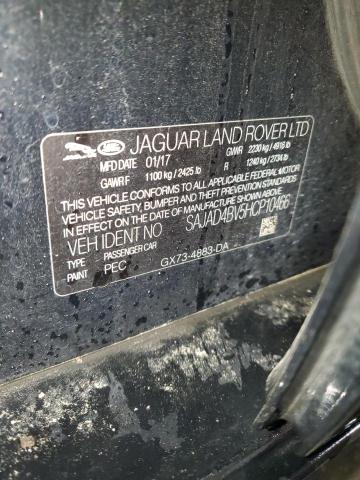 JAGUAR LAND ROVER LTD
MFD DATE 01/17 GVWR 2230 kg / 4916 lb
GAWR F 1100 kg / 2425 lb R 1240 kg / 2734 lb
THIS VEHICLE CONFORMS TO ALL APPLICABLE FEDERAL MOTOR
VEHICLE SAFETY, BUMPER AND THEFT PREVENTION STANDARDS
IN EFFECT ON THE DATE OF MANUFACTURE SHOWN ABOVE.
VEH IDENT NO SAJAD4BV5HCP10466
TYPE PASSENGER CAR
PAINT PEC GX73-4883-DA